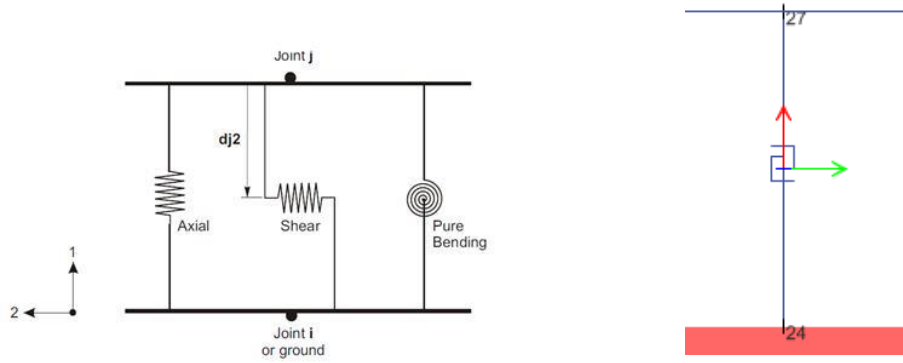 Joint j
27
dj2
Axial
Shear
Pure
Bending
1
2
Joint i
or ground
24